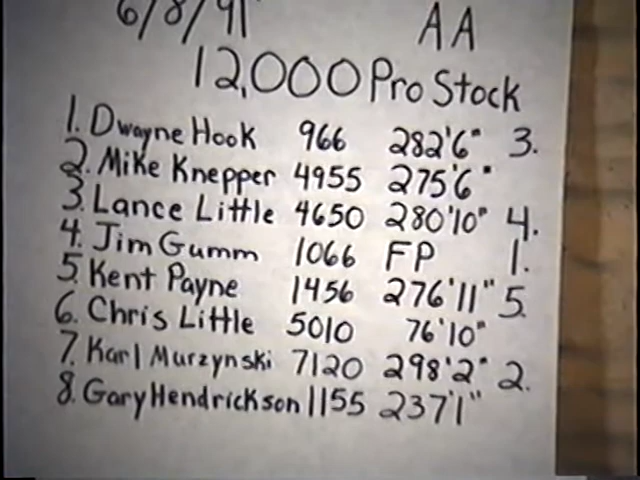 6/8/91 AA
12,000 Pro Stock
1. Dwayne Hook 966 282'6" 3.
2. Mike Knepper 4955 275'6"
3. Lance Little 4650 280'10" 4.
4. Jim Gumm 1066 FP 1.
5. Kent Payne 1456 276'11" 5.
6. Chris Little 5010 76'10"
7. Karl Murzynski 7120 298'2" 2.
8. Gary Hendrickson 1155 237'1"